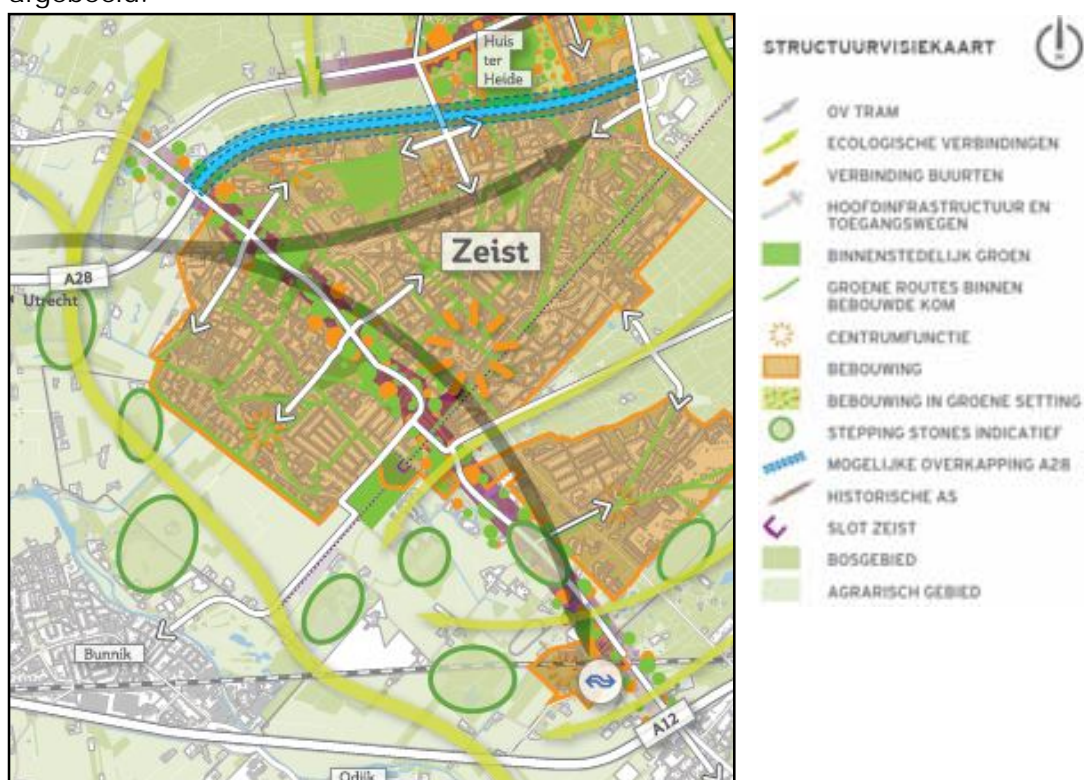 afgebeeld.
Huis
ter
Heide
Zeist
A28
Utrecht
Bunnik
A12
Odijk
STRUCTUURVISIEKAART
OV TRAM
ECOLOGISCHE VERBINDINGEN
VERBINDING BUURTEN
HOOFDINFRASTRUCTUUR EN
TOEGANGSWEGEN
BINNENSTEDELIJK GROEN
GROENE ROUTES BINNEN
BEBOUWDE KOM
CENTRUMFUNCTIE
BEBOUWING
BEBOUWING IN GROENE SETTING
STEPPING STONES INDICATIEF
MOGELIJKE OVERKAPPING A28
HISTORISCHE AS
SLOT ZEIST
BOSGEBIED
AGRARISCH GEBIED